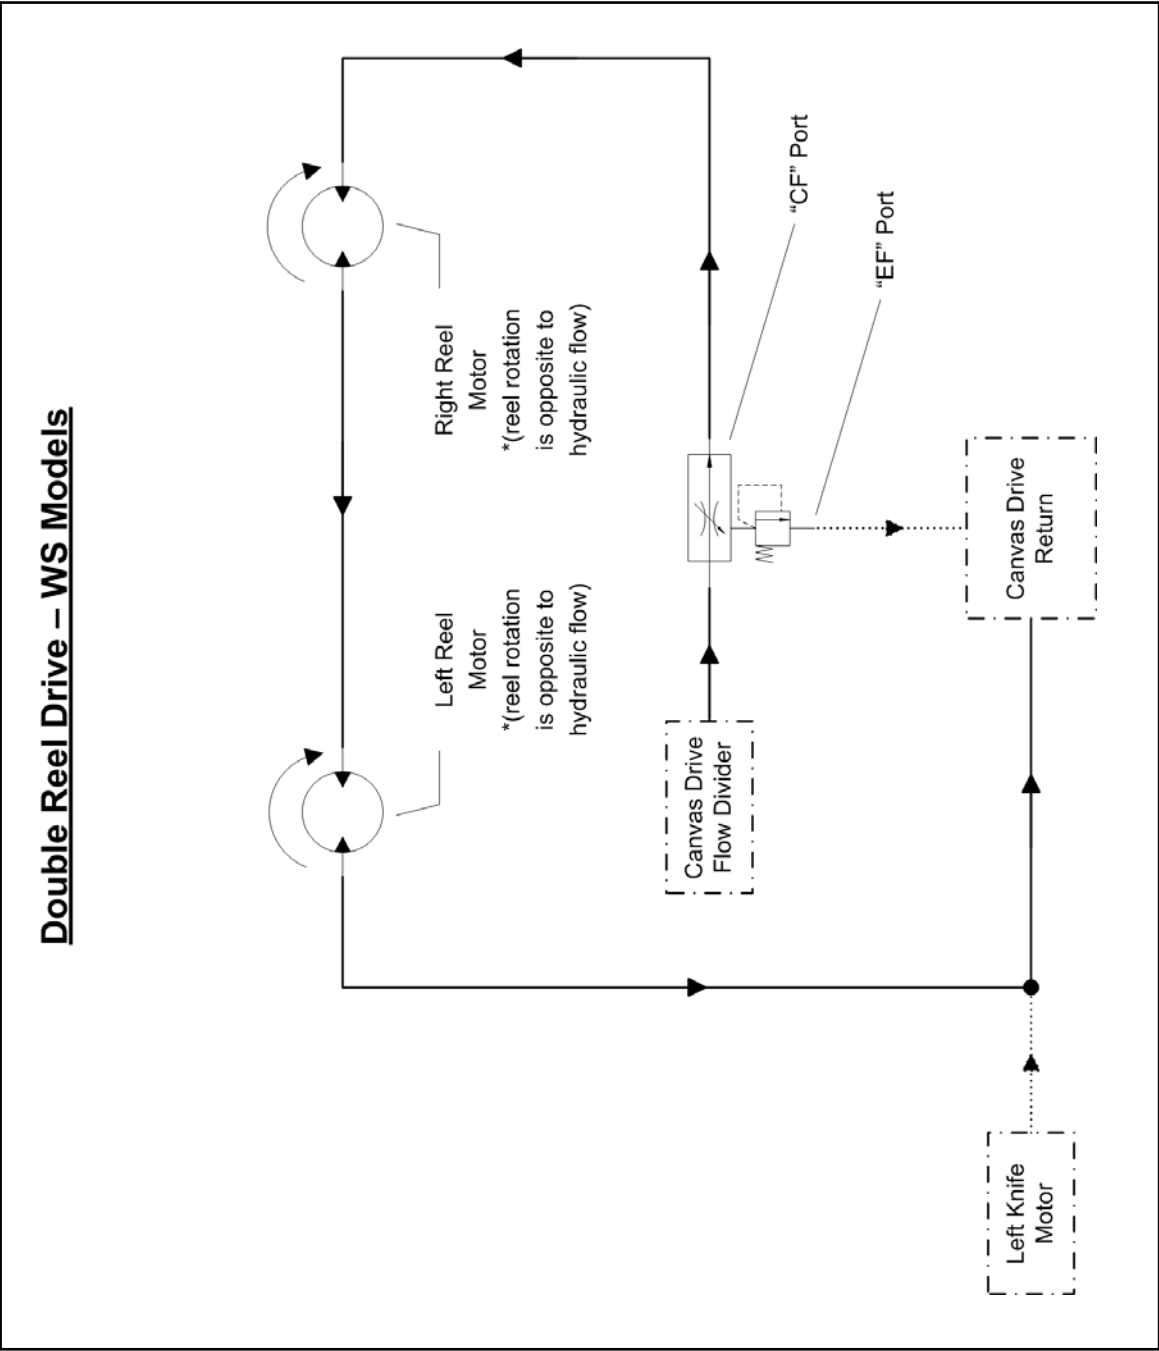 Double Reel Drive – WS Models
Left Reel
Motor
*(reel rotation
is opposite to
hydraulic flow)
Right Reel
Motor
*(reel rotation
is opposite to
hydraulic flow)
Canvas Drive
Flow Divider
“CF” Port
“EF” Port
Left Knife
Motor
Canvas Drive
Return